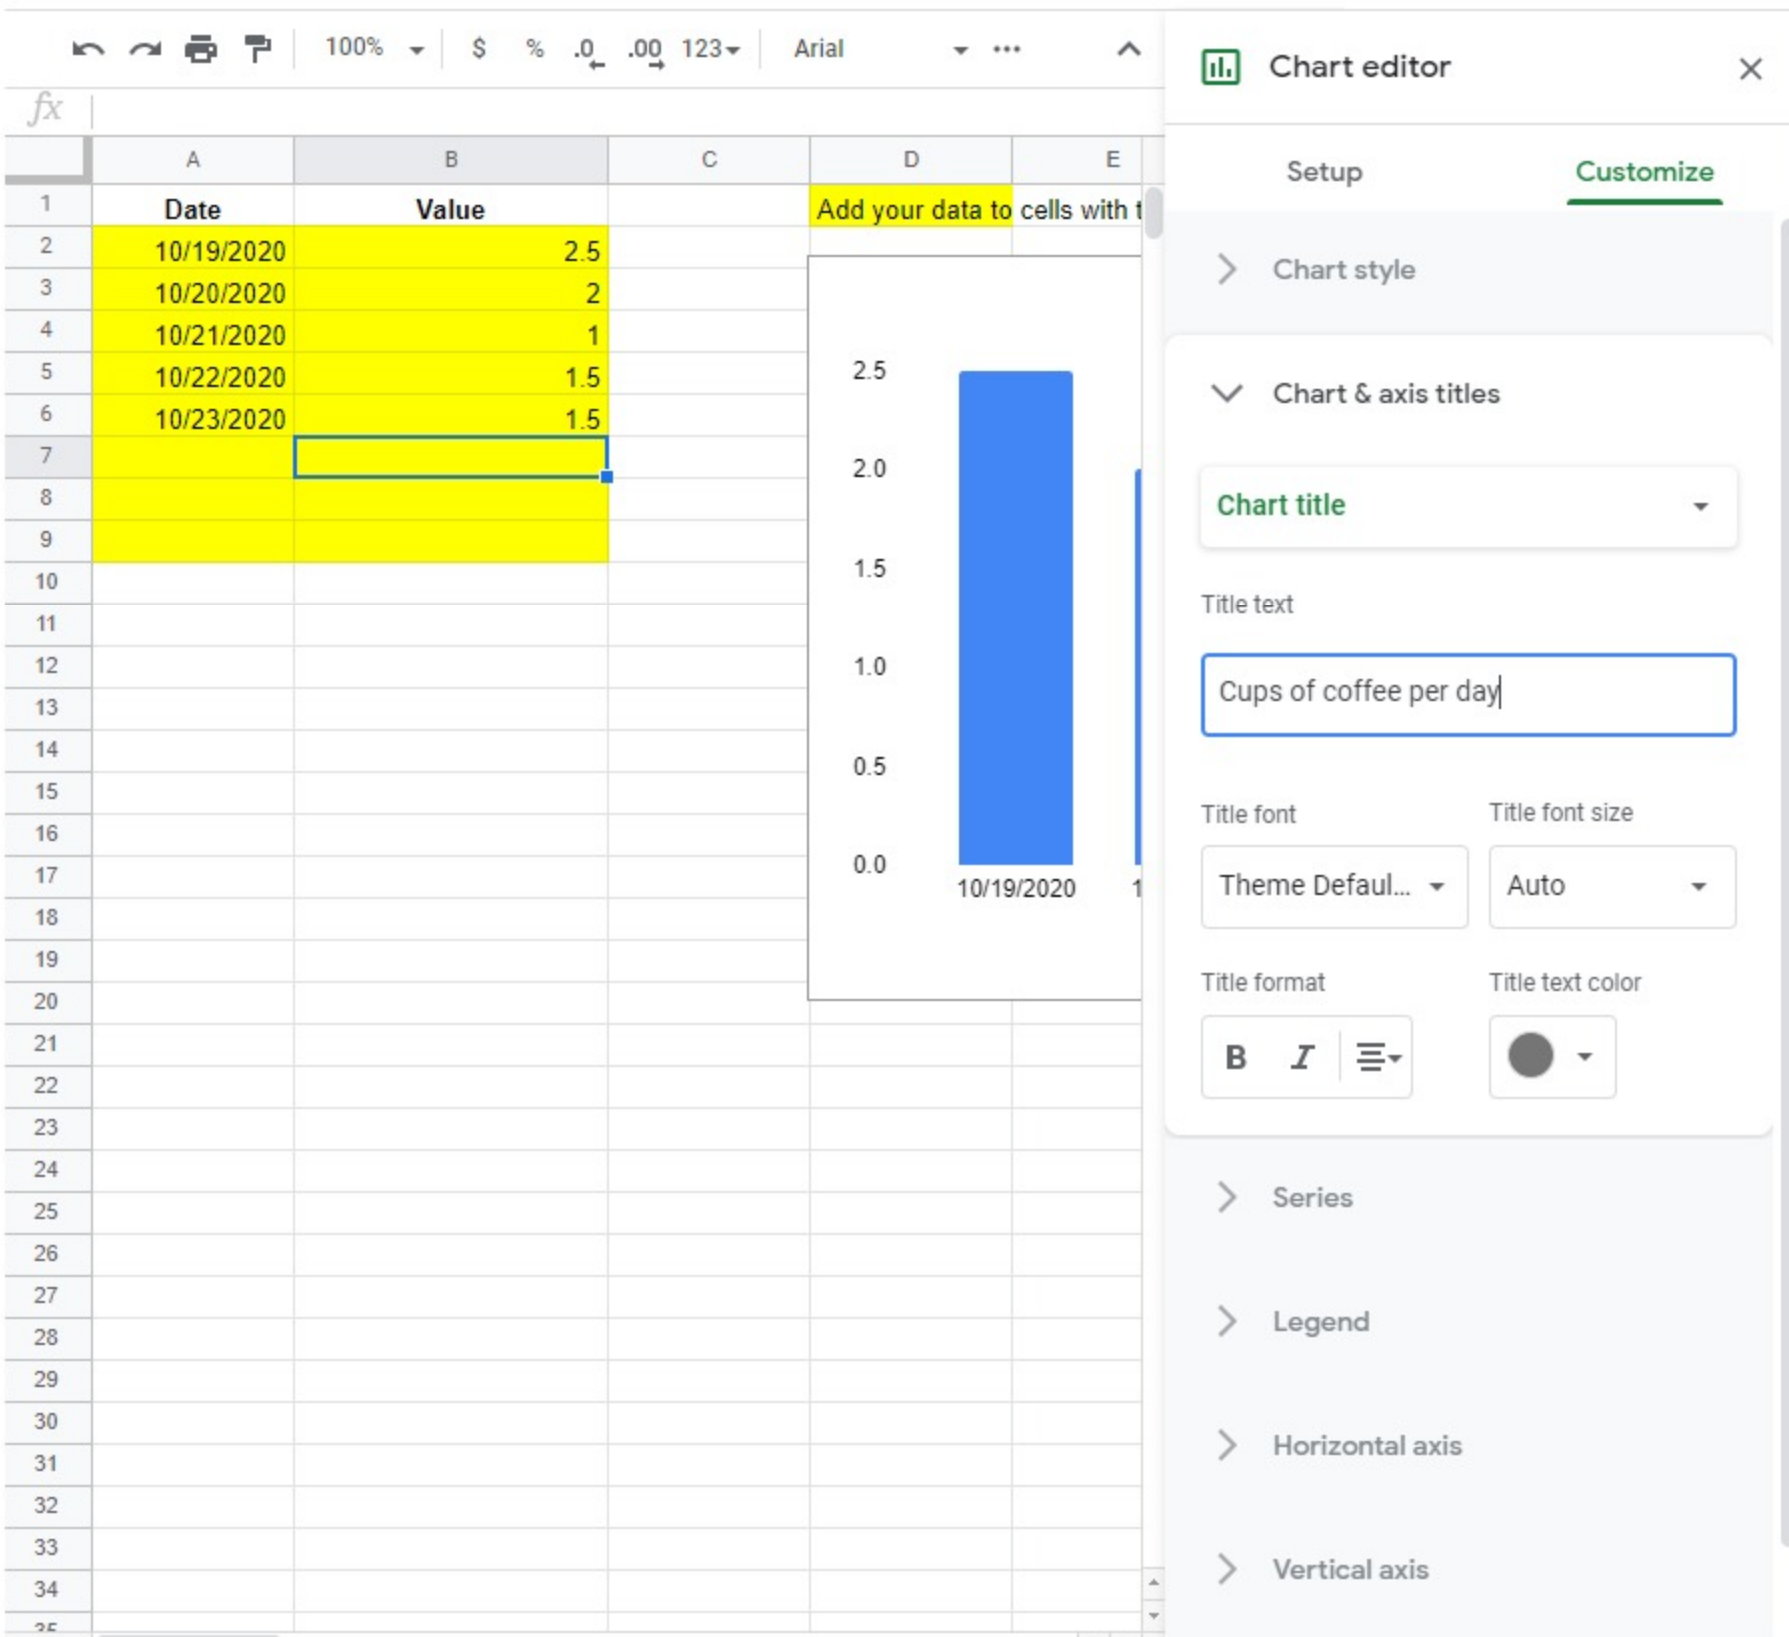 100% $ % .0 .00 123 Arial
fx
A B C D E
1 Date Value Add your data to cells with t
2 10/19/2020 2.5
3 10/20/2020 2
4 10/21/2020 1
5 10/22/2020 1.5
6 10/23/2020 1.5
7
8
9
10
11
12
13
14
15
16
17
18
19
20
21
22
23
24
25
26
27
28
29
30
31
32
33
34
35
2.5
2.0
1.5
1.0
0.5
0.0
10/19/2020 1
Chart editor
Setup Customize
Chart style
Chart & axis titles
Chart title
Title text
Cups of coffee per day
Title font Title font size
Theme Defaul... Auto
Title format Title text color
B I
Series
Legend
Horizontal axis
Vertical axis